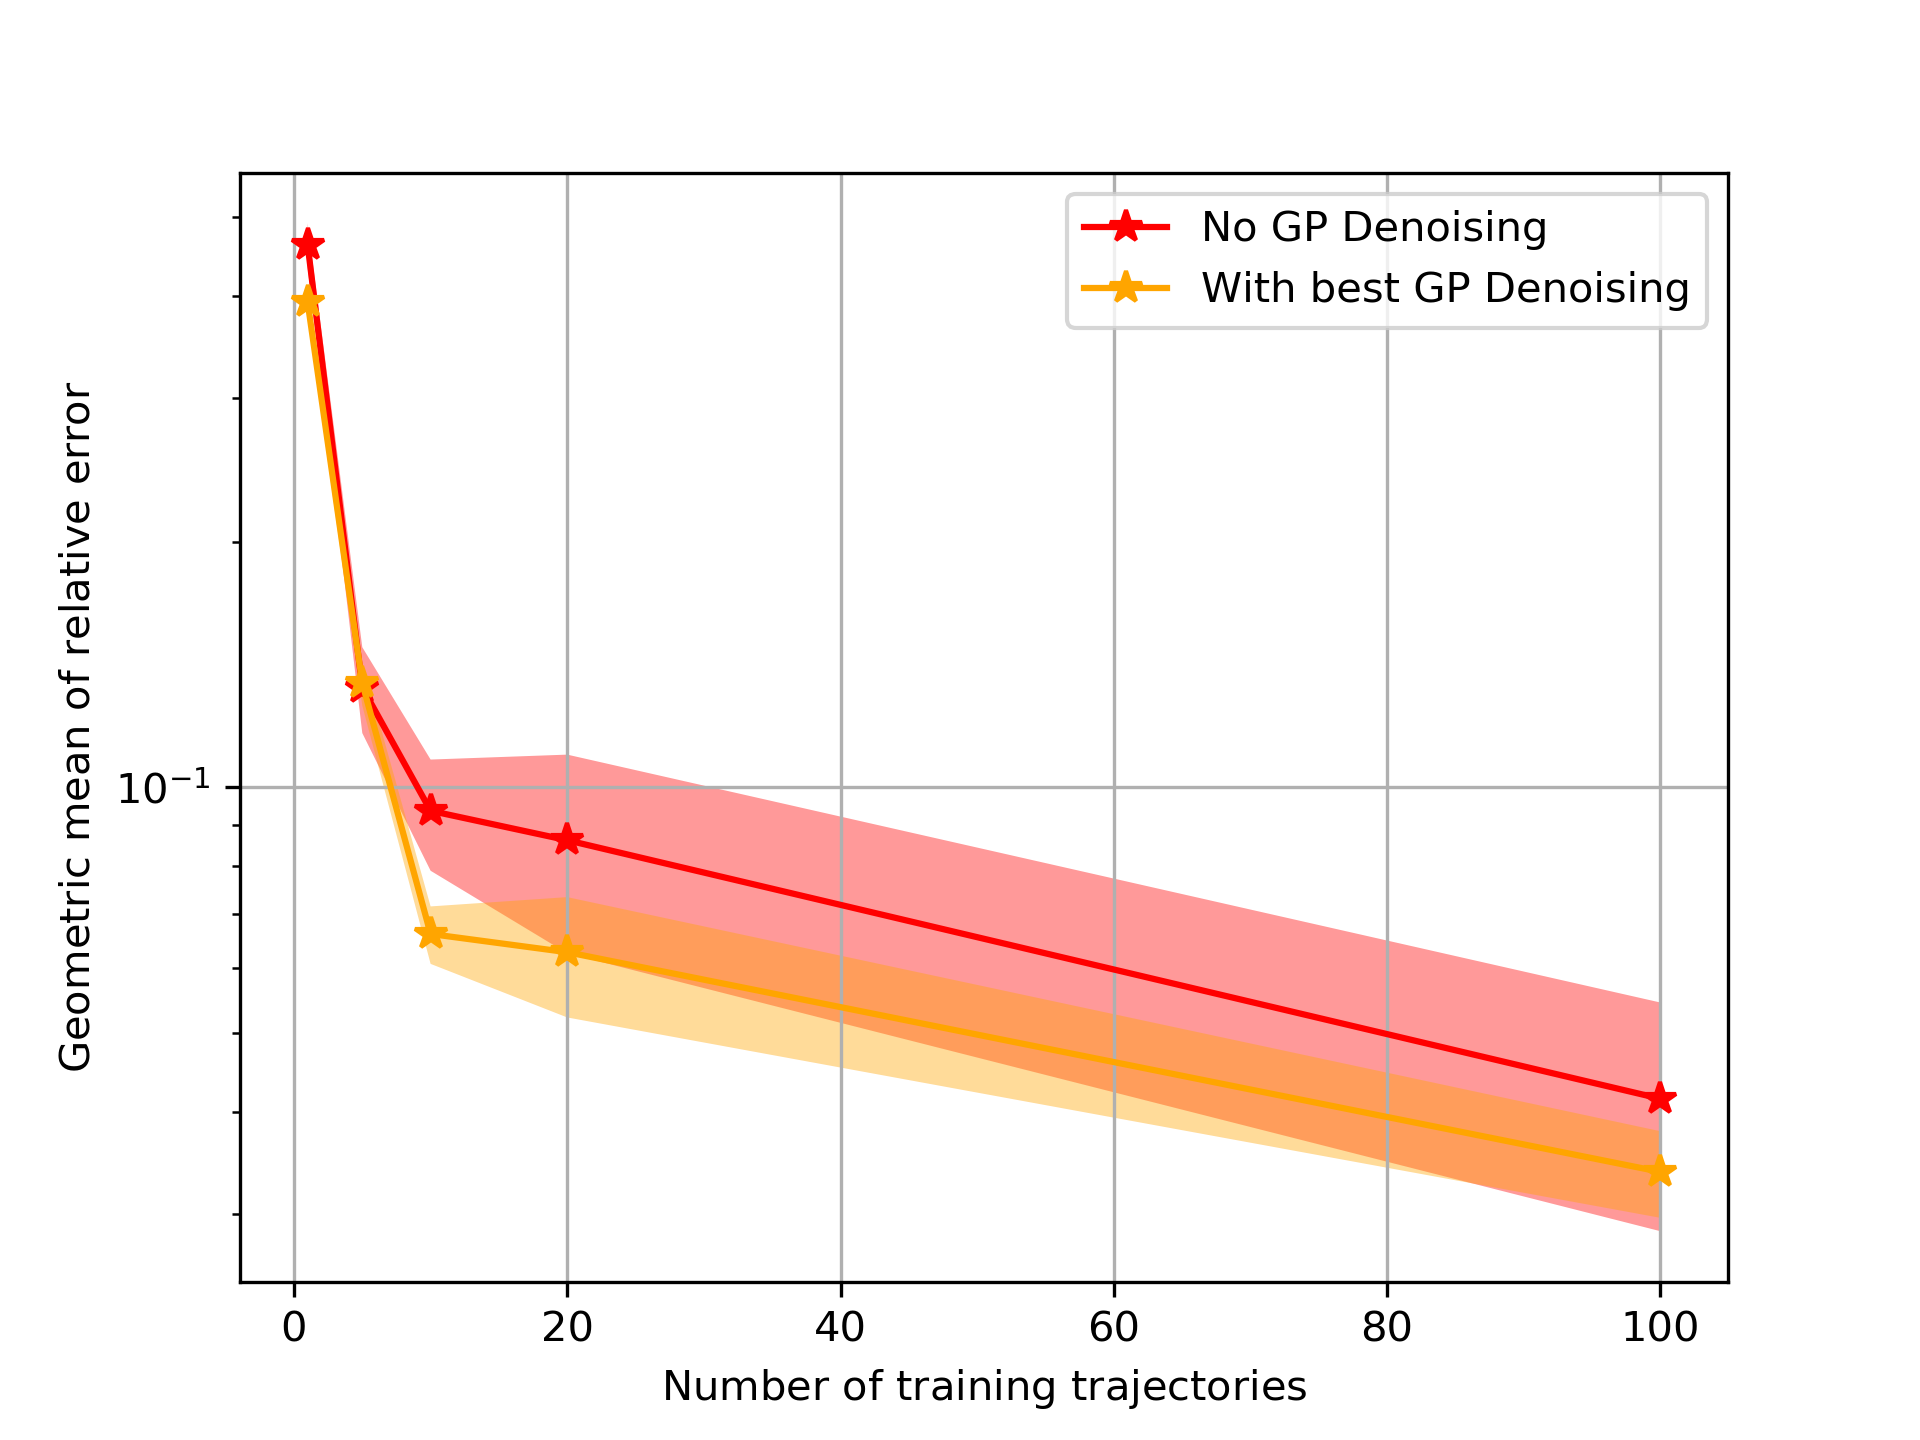 No GP Denoising
With best GP Denoising
Geometric mean of relative error
10⁻¹
0 20 40 60 80 100
Number of training trajectories